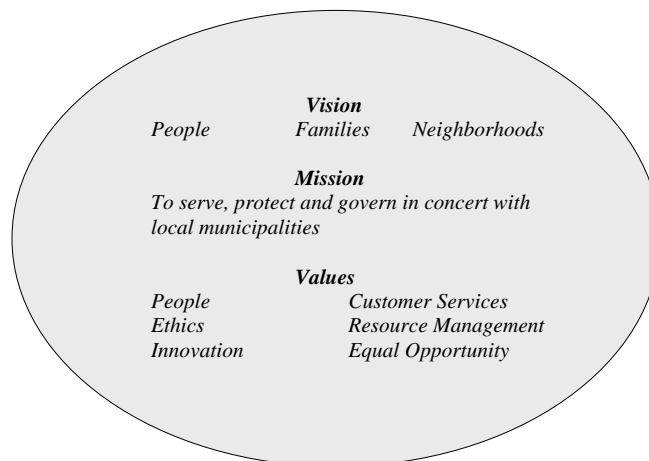 Vision
People Families Neighborhoods
Mission
To serve, protect and govern in concert with
local municipalities
Values
People Customer Services
Ethics Resource Management
Innovation Equal Opportunity